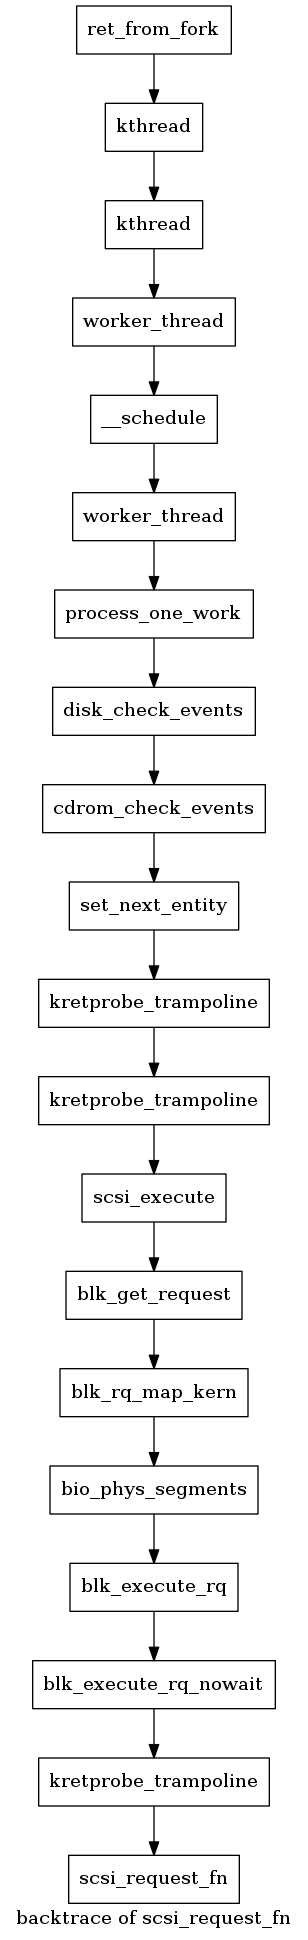 ret_from_fork
kthread
kthread
worker_thread
__schedule
worker_thread
process_one_work
disk_check_events
cdrom_check_events
set_next_entity
kretprobe_trampoline
kretprobe_trampoline
scsi_execute
blk_get_request
blk_rq_map_kern
bio_phys_segments
blk_execute_rq
blk_execute_rq_nowait
kretprobe_trampoline
scsi_request_fn
backtrace of scsi_request_fn